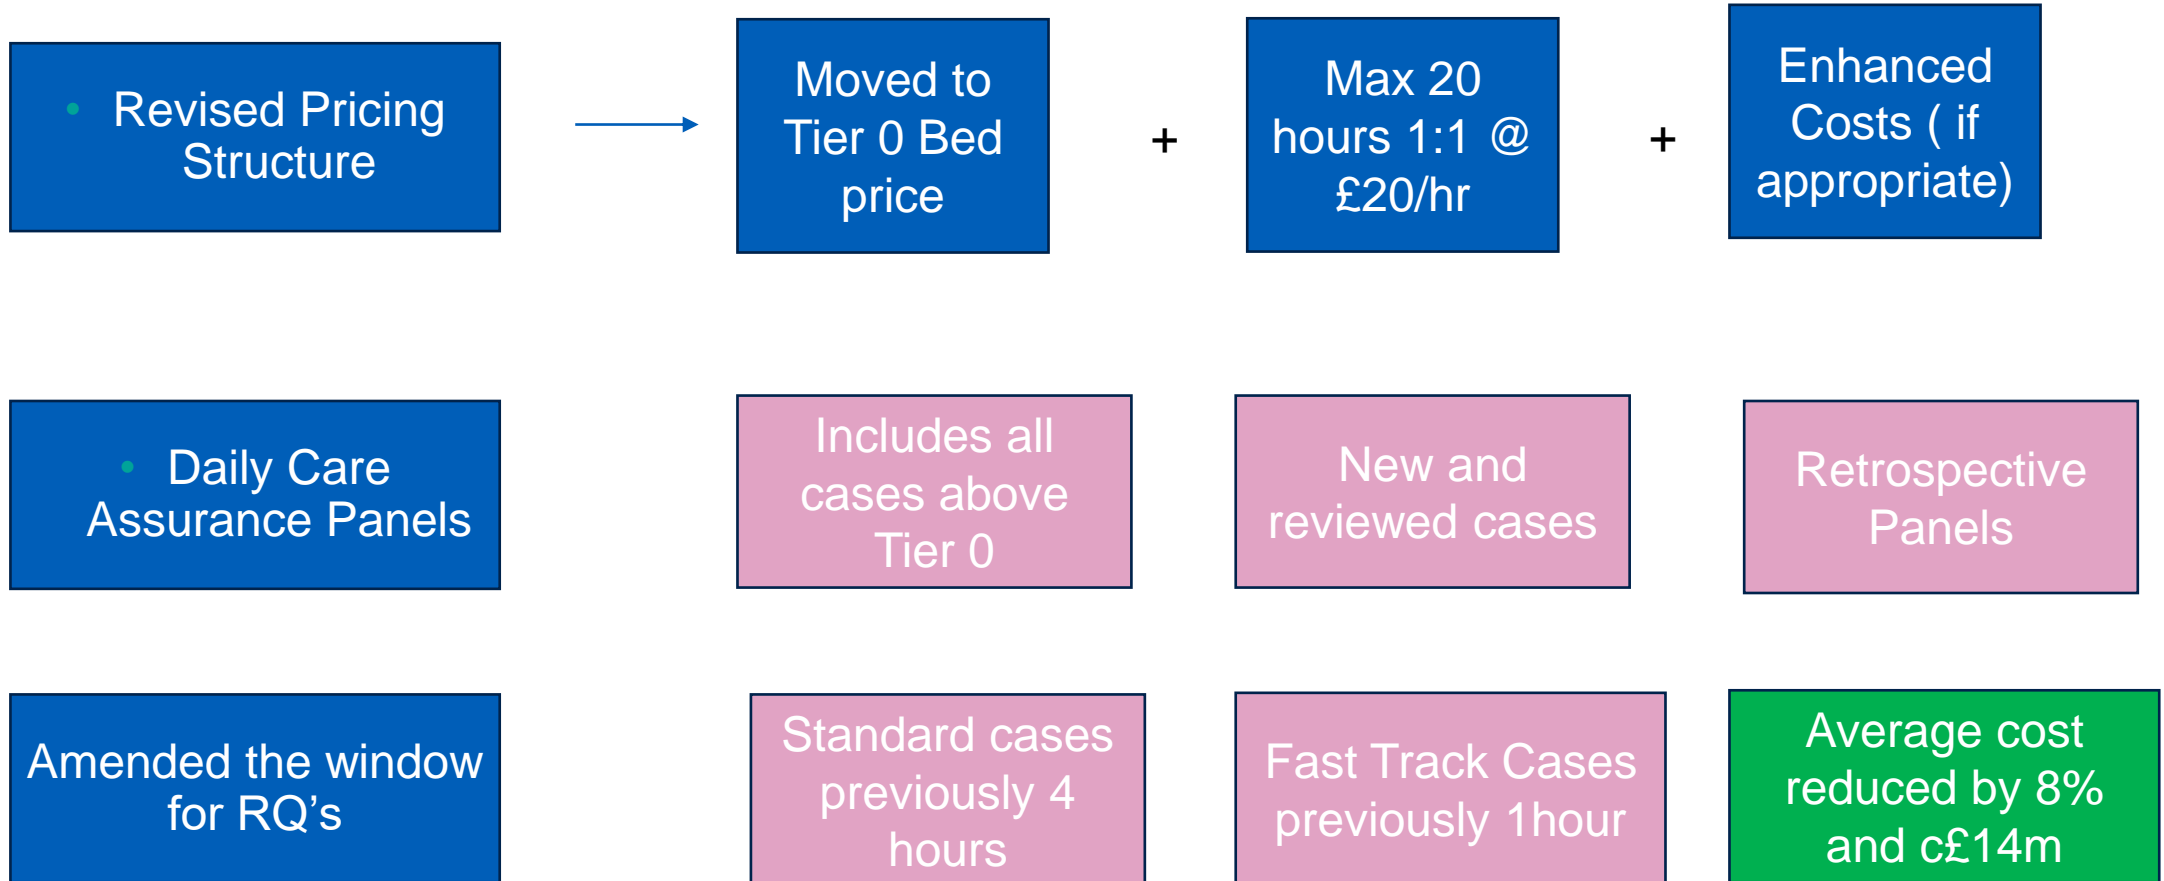 • Revised Pricing
Structure
Moved to
Tier 0 Bed
price
+
Max 20
hours 1:1 @
£20/hr
+
Enhanced
Costs ( if
appropriate)
• Daily Care
Assurance Panels
Includes all
cases above
Tier 0
New and
reviewed cases
Retrospective
Panels
Amended the window
for RQ’s
Standard cases
previously 4
hours
Fast Track Cases
previously 1hour
Average cost
reduced by 8%
and c£14m